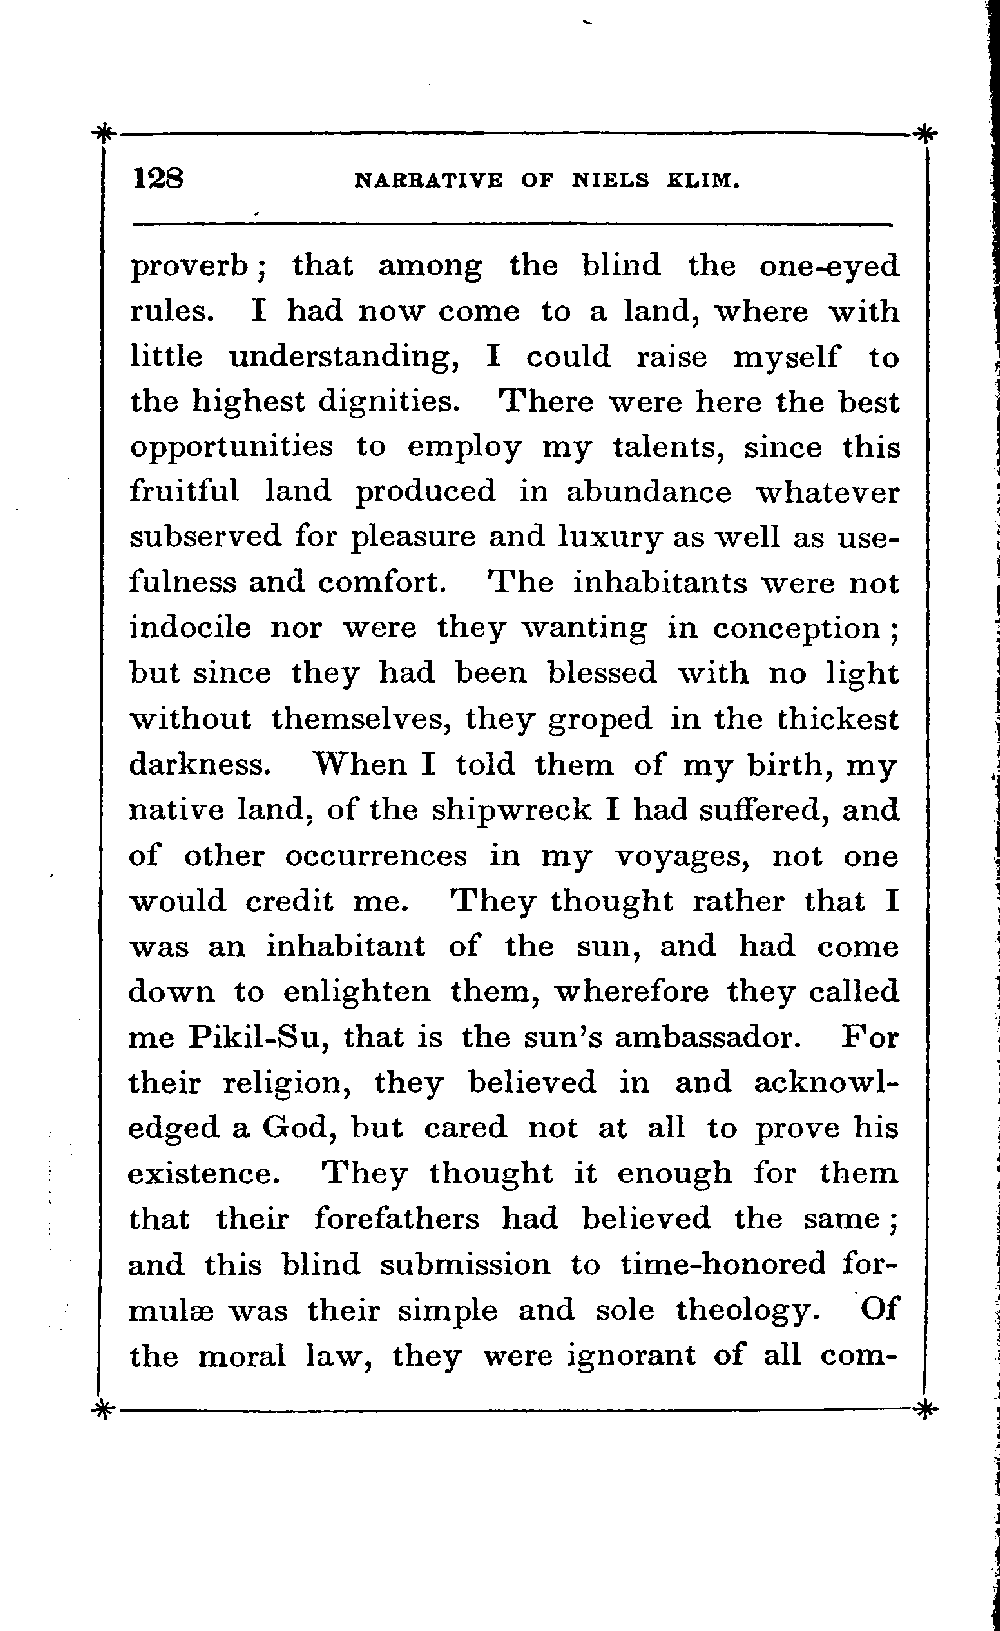 128 NARRATIVE OF NIELS KLIM.
proverb; that among the blind the one-eyed
rules. I had now come to a land, where with
little understanding, I could raise myself to
the highest dignities. There were here the best
opportunities to employ my talents, since this
fruitful land produced in abundance whatever
subserved for pleasure and luxury as well as use-
fulness and comfort. The inhabitants were not
indocile nor were they wanting in conception;
but since they had been blessed with no light
without themselves, they groped in the thickest
darkness. When I told them of my birth, my
native land, of the shipwreck I had suffered, and
of other occurrences in my voyages, not one
would credit me. They thought rather that I
was an inhabitant of the sun, and had come
down to enlighten them, wherefore they called
me Pikil-Su, that is the sun's ambassador. For
their religion, they believed in and acknowl-
edged a God, but cared not at all to prove his
existence. They thought it enough for them
that their forefathers had believed the same;
and this blind submission to time-honored for-
mulæ was their simple and sole theology. Of
the moral law, they were ignorant of all com-